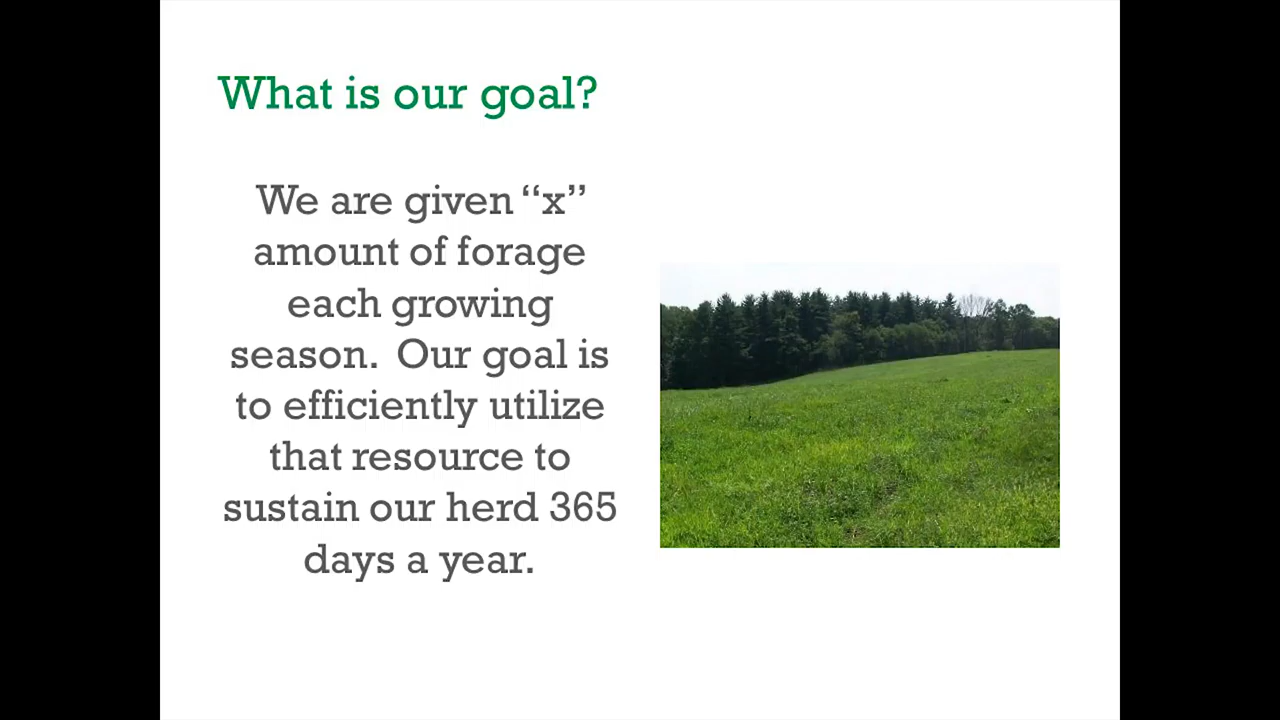 What is our goal?
We are given “x”
amount of forage
each growing
season.  Our goal is
to efficiently utilize
that resource to
sustain our herd 365
days a year.